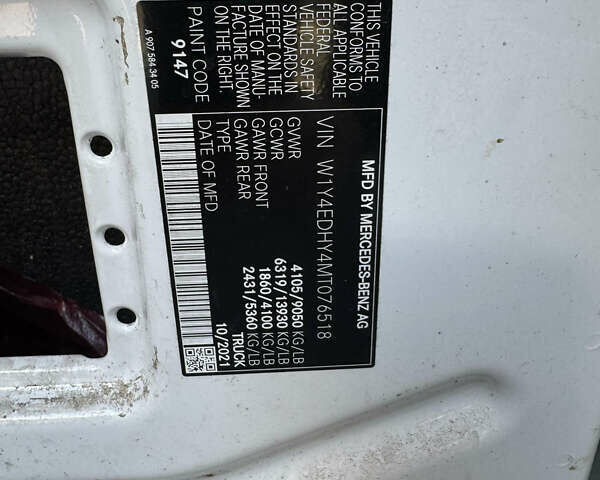 MFD BY MERCEDES-BENZ AG
VIN W1Y4EDHY4MT076518
GVWR 4105/9050 KG/LB
GCWR 6319/13930 KG/LB
GAWR FRONT 1860/4100 KG/LB
GAWR REAR 2431/5360 KG/LB
TYPE TRUCK
DATE OF MFD 10/2021
THIS VEHICLE
CONFORMS TO
ALL APPLICABLE
FEDERAL
VEHICLE SAFETY
STANDARDS IN
EFFECT ON THE
DATE OF MANU-
FACTURE SHOWN
ON THE RIGHT.
PAINT CODE
9147
A 907 584 34 05